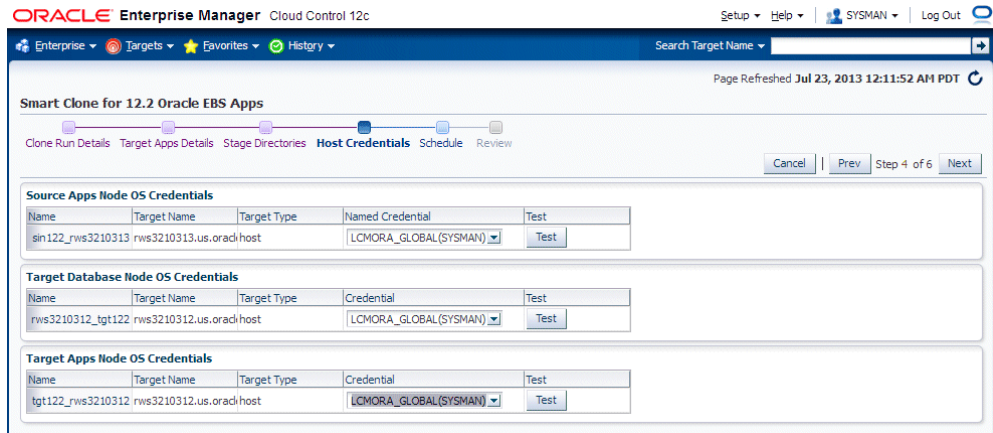 ORACLE Enterprise Manager Cloud Control 12c
Setup Help SYSMAN Log Out
Enterprise Targets Favorites History Search Target Name
Page Refreshed Jul 23, 2013 12:11:52 AM PDT
Smart Clone for 12.2 Oracle EBS Apps
Clone Run Details Target Apps Details Stage Directories Host Credentials Schedule Review
Cancel | Prev Step 4 of 6 Next
Source Apps Node OS Credentials
Name Target Name Target Type Named Credential Test
sin122_rws3210313 rws3210313.us.oracl host LCMORA_GLOBAL(SYSMAN) Test
Target Database Node OS Credentials
Name Target Name Target Type Credential Test
rws3210312_tgt122 rws3210312.us.oracl host LCMORA_GLOBAL(SYSMAN) Test
Target Apps Node OS Credentials
Name Target Name Target Type Credential Test
tgt122_rws3210312 rws3210312.us.oracl host LCMORA_GLOBAL(SYSMAN) Test